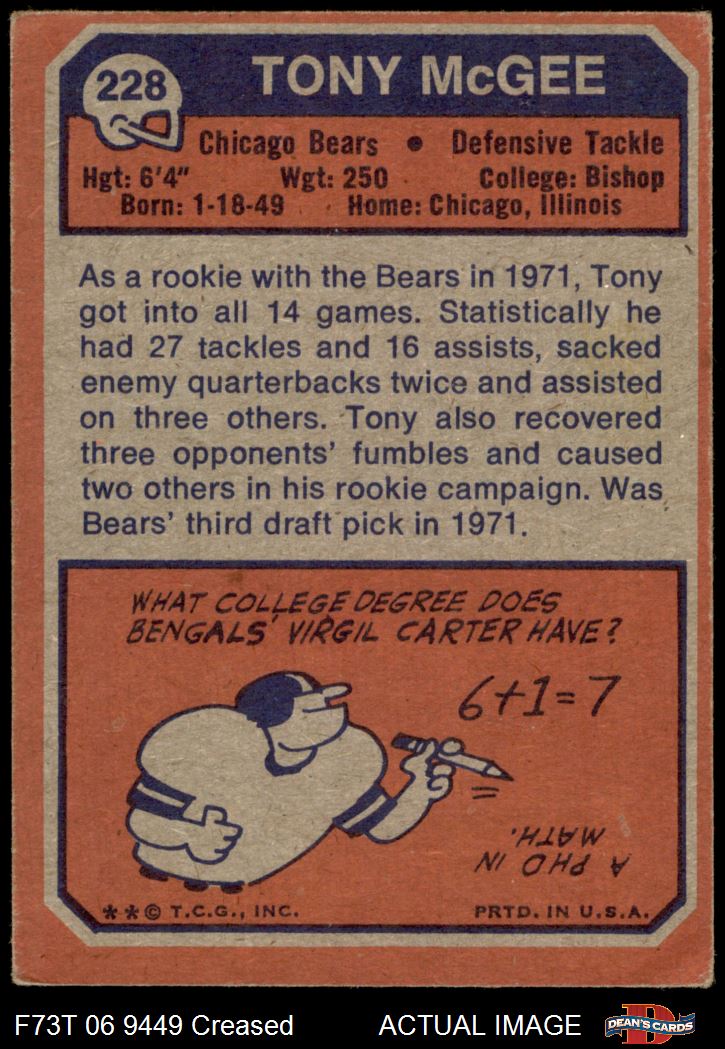 228
TONY McGEE
Chicago Bears • Defensive Tackle
Hgt: 6'4" Wgt: 250 College: Bishop
Born: 1-18-49 Home: Chicago, Illinois
As a rookie with the Bears in 1971, Tony
got into all 14 games. Statistically he
had 27 tackles and 16 assists, sacked
enemy quarterbacks twice and assisted
on three others. Tony also recovered
three opponents' fumbles and caused
two others in his rookie campaign. Was
Bears' third draft pick in 1971.
WHAT COLLEGE DEGREE DOES
BENGALS' VIRGIL CARTER HAVE?
6+1=7
A PHD IN
MATH.
**© T.C.G., INC. PRTD. IN U.S.A.
F73T 06 9449 Creased ACTUAL IMAGE
D
DEAN'S CARDS